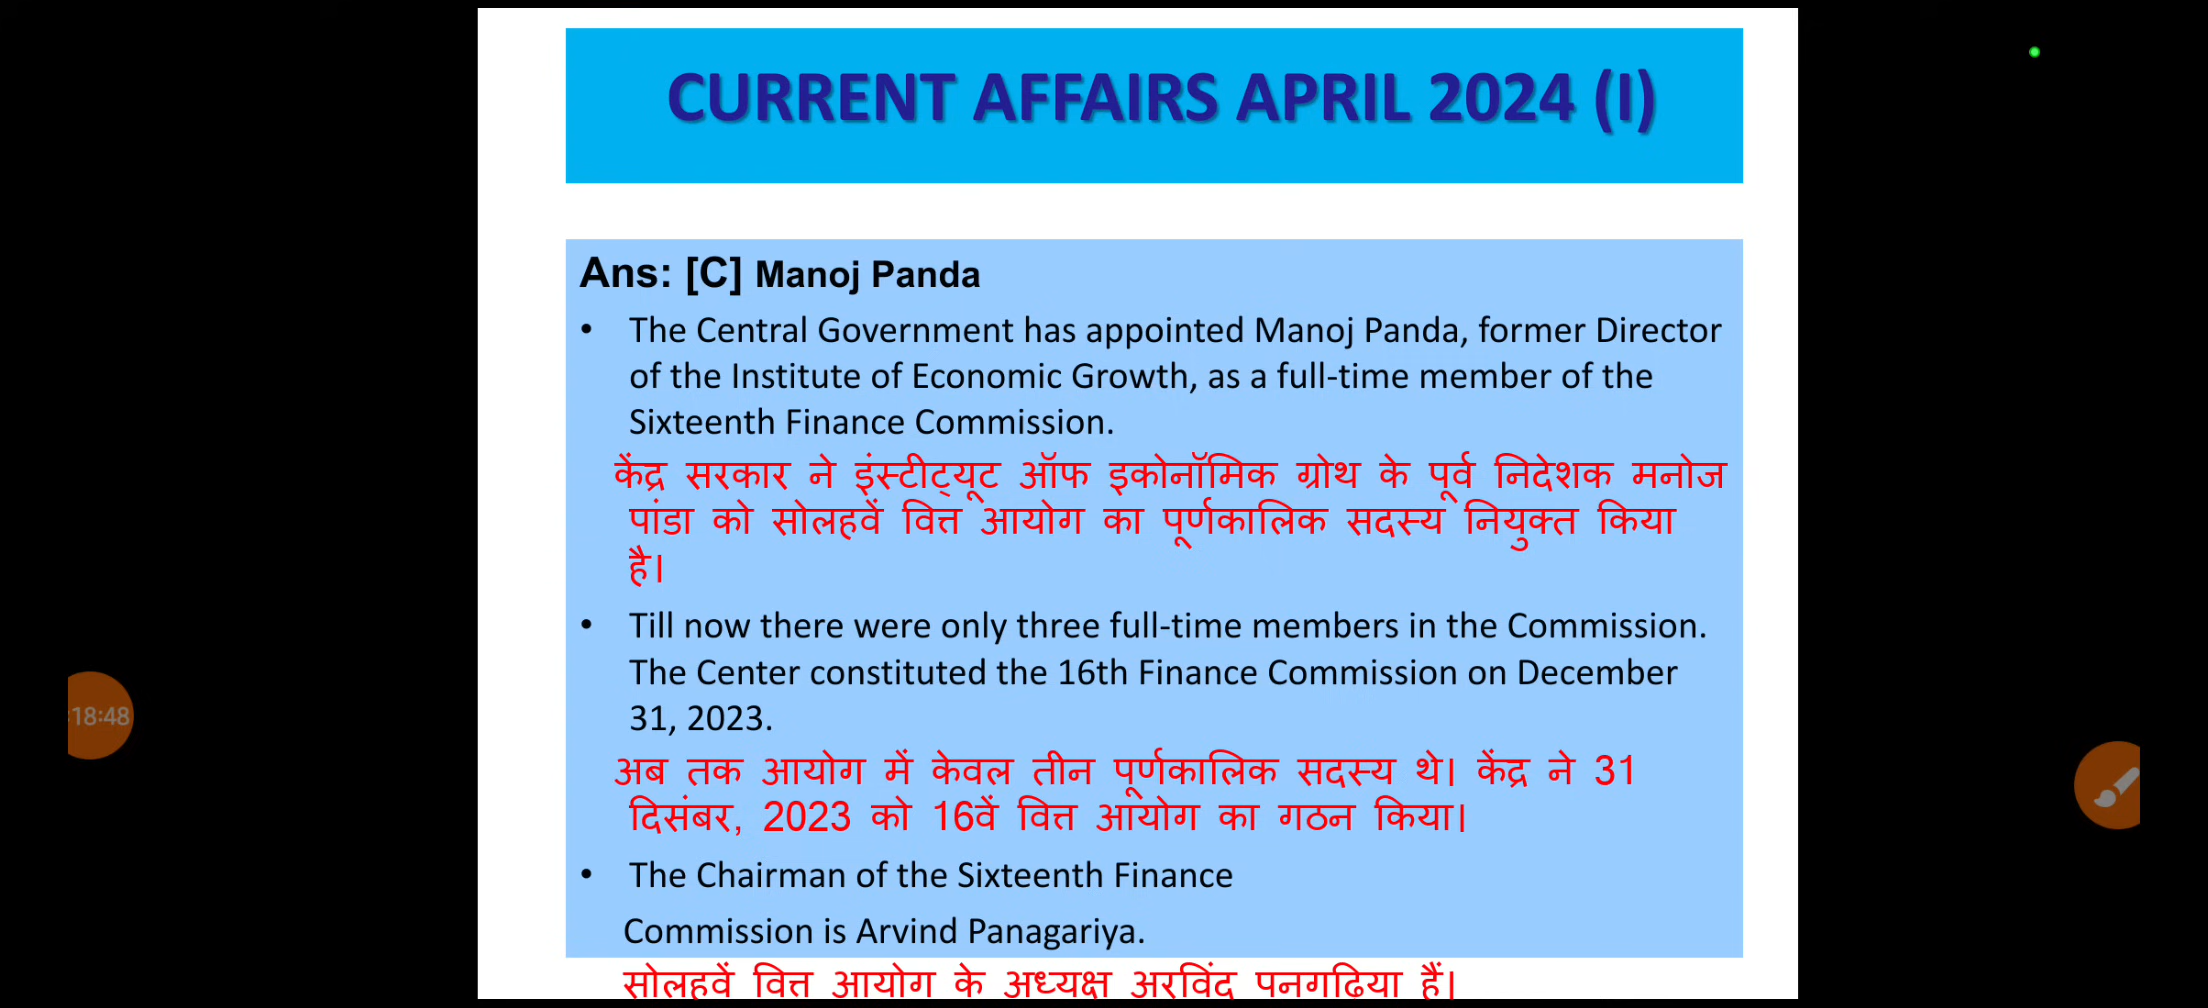 CURRENT AFFAIRS APRIL 2024 (I)
Ans: [C] Manoj Panda
• The Central Government has appointed Manoj Panda, former Director
of the Institute of Economic Growth, as a full-time member of the
Sixteenth Finance Commission.
केंद्र सरकार ने इंस्टीट्यूट ऑफ इकोनॉमिक ग्रोथ के पूर्व निदेशक मनोज
पांडा को सोलहवें वित्त आयोग का पूर्णकालिक सदस्य नियुक्त किया
है।
• Till now there were only three full-time members in the Commission.
The Center constituted the 16th Finance Commission on December
31, 2023.
अब तक आयोग में केवल तीन पूर्णकालिक सदस्य थे। केंद्र ने 31
दिसंबर, 2023 को 16वें वित्त आयोग का गठन किया।
• The Chairman of the Sixteenth Finance
Commission is Arvind Panagariya.
सोलहवें वित्त आयोग के अध्यक्ष अरविंद पनगढ़िया हैं।
:18:48